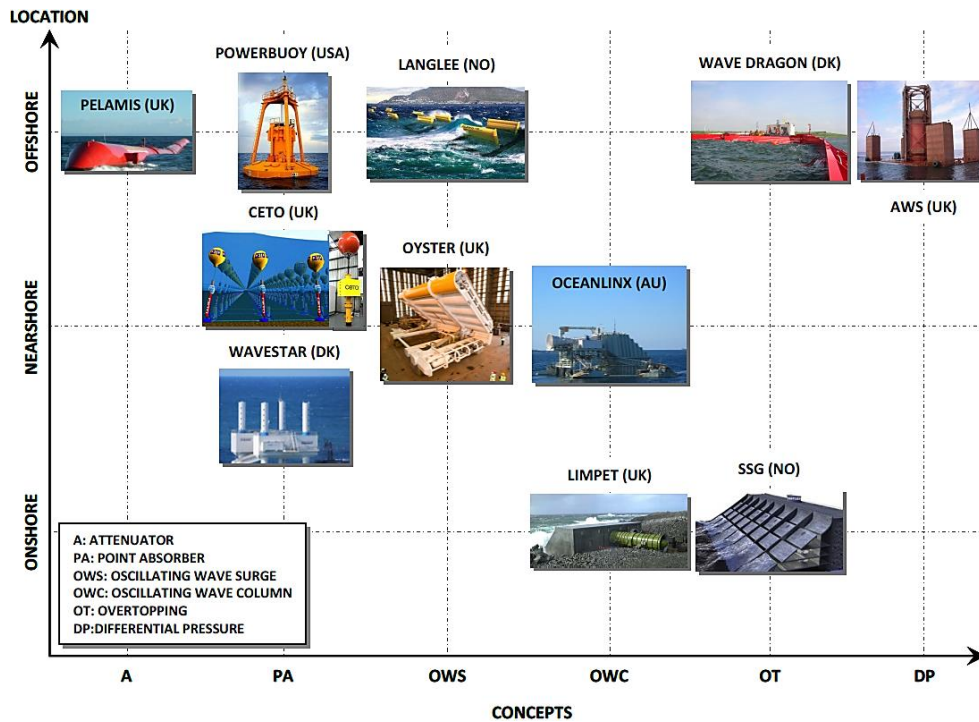 LOCATION
POWERBUOY (USA)
LANGLEE (NO)
WAVE DRAGON (DK)
PELAMIS (UK)
OFFSHORE
AWS (UK)
CETO (UK)
OYSTER (UK)
OCEANLINX (AU)
CETO
NEARSHORE
WAVESTAR (DK)
LIMPET (UK)
SSG (NO)
ONSHORE
A: ATTENUATOR
PA: POINT ABSORBER
OWS: OSCILLATING WAVE SURGE
OWC: OSCILLATING WAVE COLUMN
OT: OVERTOPPING
DP:DIFFERENTIAL PRESSURE
A PA OWS OWC OT DP
CONCEPTS